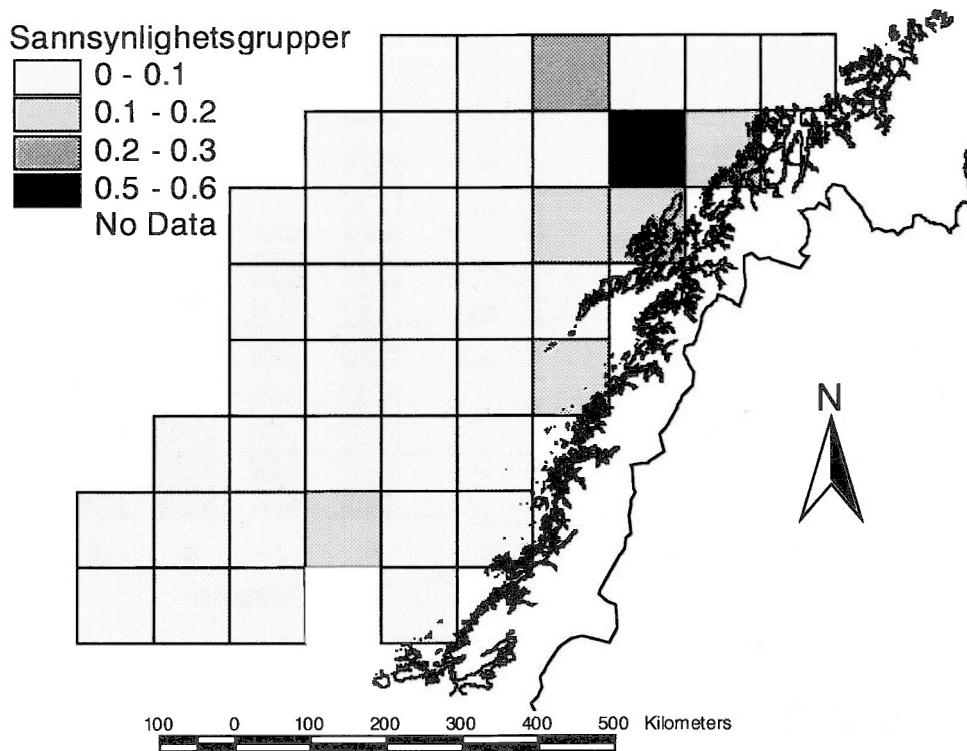 Sannsynlighetsgrupper
0 - 0.1
0.1 - 0.2
0.2 - 0.3
0.5 - 0.6
No Data
N
100 0 100 200 300 400 500 Kilometers